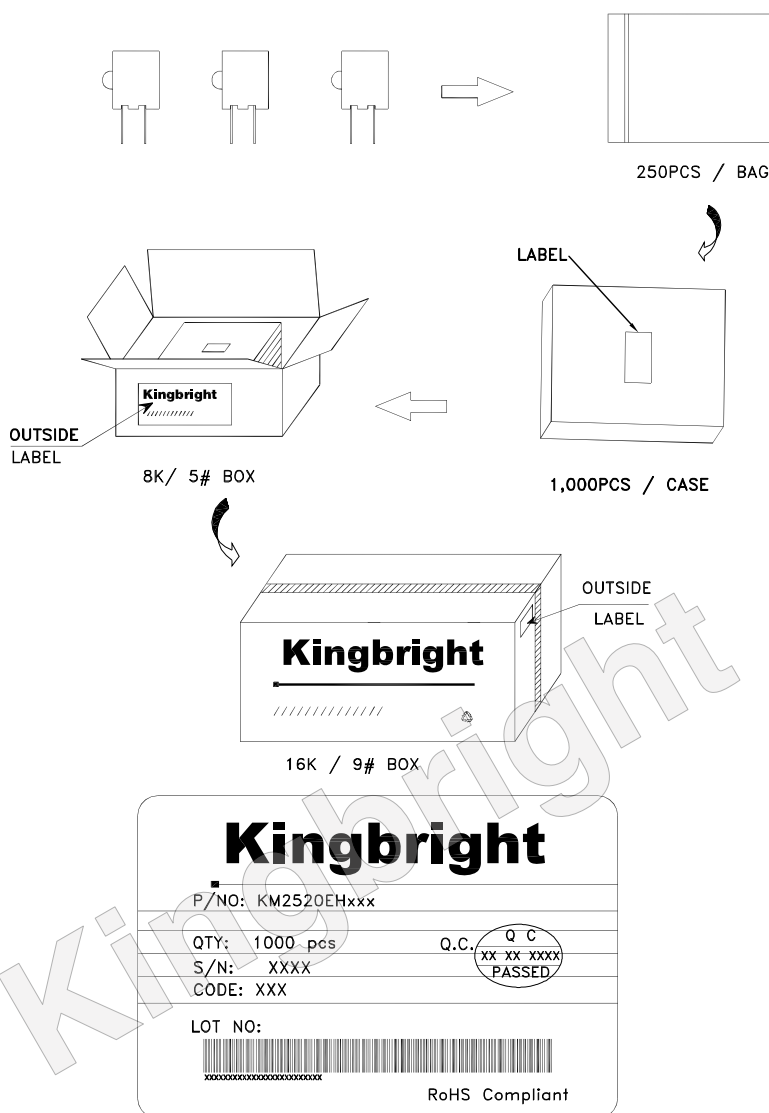 250PCS / BAG
LABEL
Kingbright
OUTSIDE
LABEL
8K/ 5# BOX
1,000PCS / CASE
OUTSIDE
LABEL
Kingbright
16K / 9# BOX
Kingbright
P/NO: KM2520EHxxx
QTY: 1000 pcs
Q.C.
Q C
XX XX XXXX
PASSED
S/N: XXXX
CODE: XXX
LOT NO:
XXXXXXXXXXXXXXXXXXXXXXXXX
RoHS Compliant
Kingbright